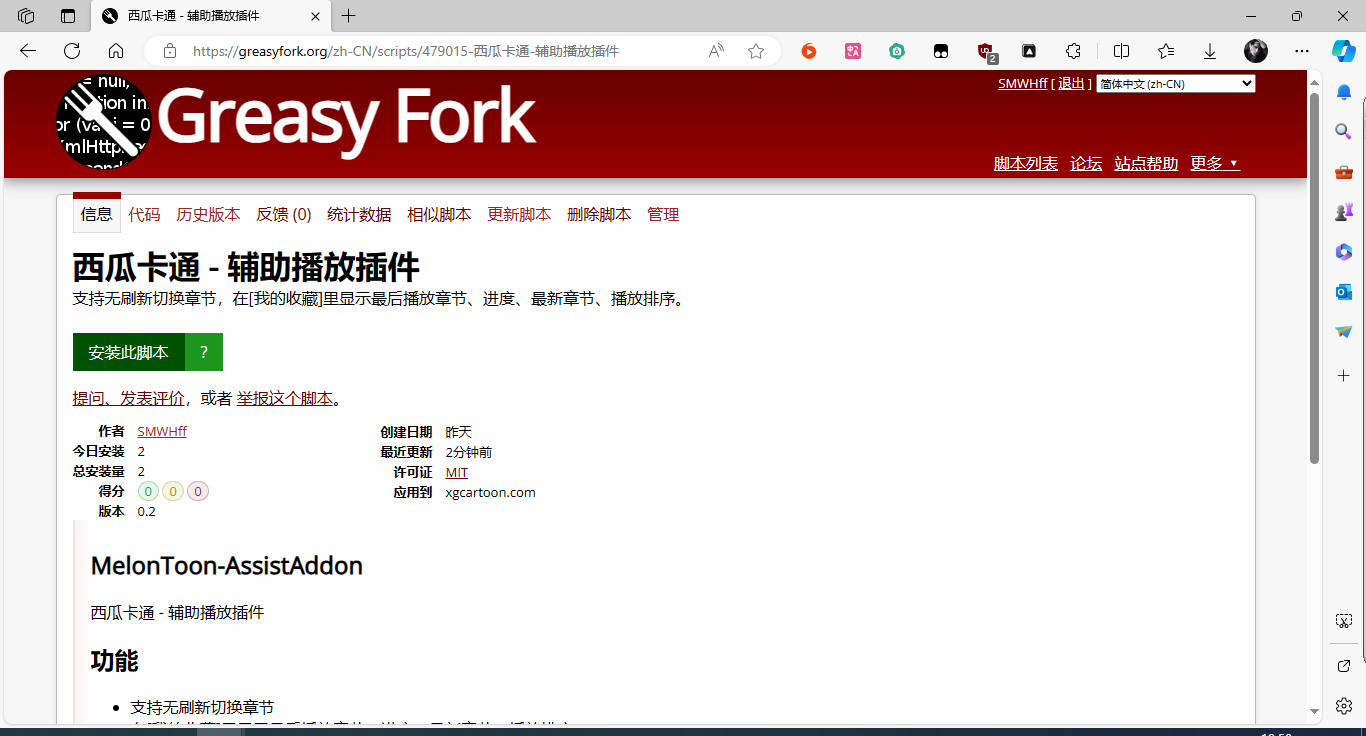 西瓜卡通 - 辅助播放插件
https://greasyfork.org/zh-CN/scripts/479015-西瓜卡通-辅助播放插件
2
= null,
or (va
i = 0
Greasy Fork
SMWHff [ 退出 ] 简体中文 (zh-CN)
脚本列表 论坛 站点帮助 更多 ▼
信息 代码 历史版本 反馈 (0) 统计数据 相似脚本 更新脚本 删除脚本 管理
西瓜卡通 - 辅助播放插件
支持无刷新切换章节，在[我的收藏]里显示最后播放章节、进度、最新章节、播放排序。
安装此脚本 ?
提问、发表评价，或者 举报这个脚本。
作者 SMWHff 创建日期 昨天
今日安装 2 最近更新 2分钟前
总安装量 2 许可证 MIT
得分 0 0 0 应用到 xgcartoon.com
版本 0.2
MelonToon-AssistAddon
西瓜卡通 - 辅助播放插件
功能
• 支持无刷新切换章节